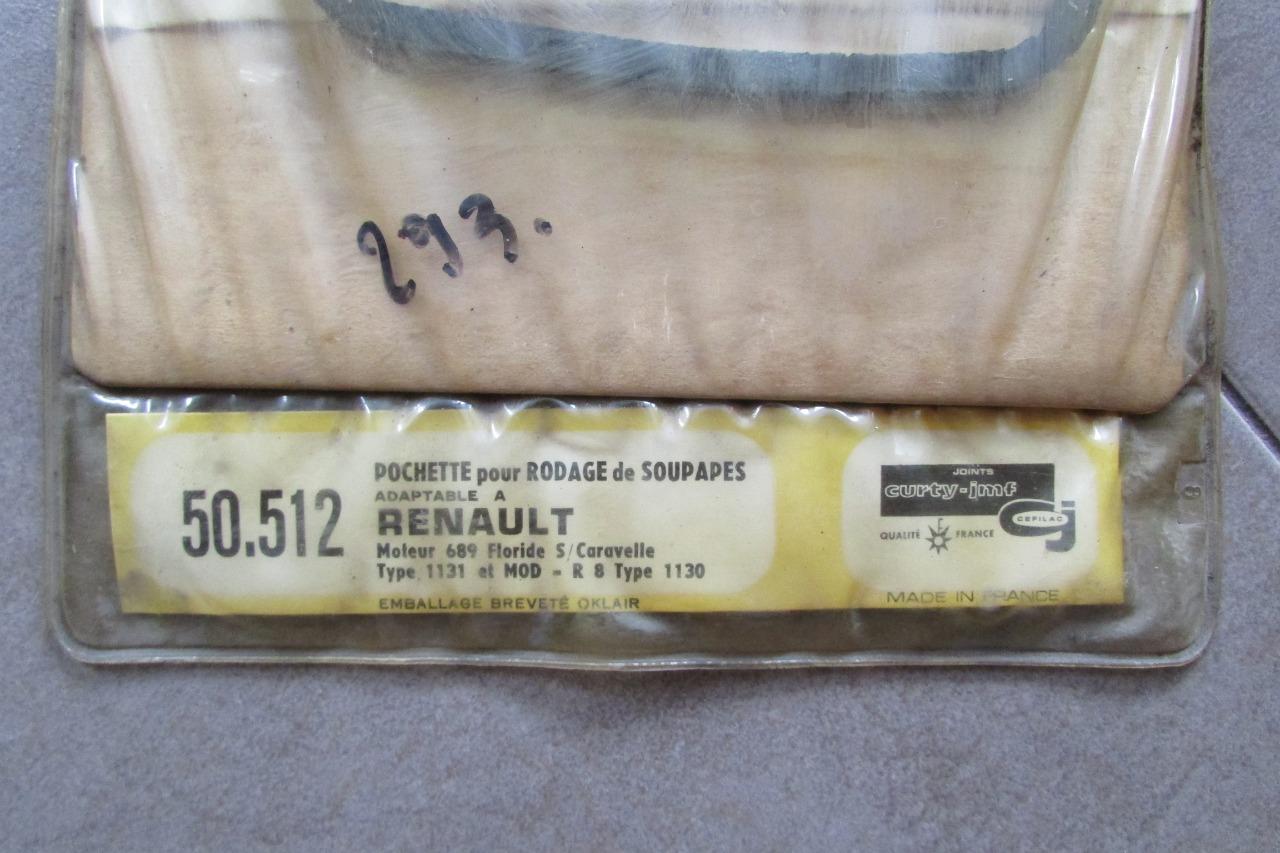 293.
50.512
POCHETTE pour RODAGE de SOUPAPES
ADAPTABLE A
RENAULT
Moteur 689 Floride S/Caravelle
Type 1131 et MOD - R 8 Type 1130
EMBALLAGE BREVETÉ OKLAIR
JOINTS
curty-jmf
CEFILAC
QUALITÉ FRANCE
MADE IN FRANCE